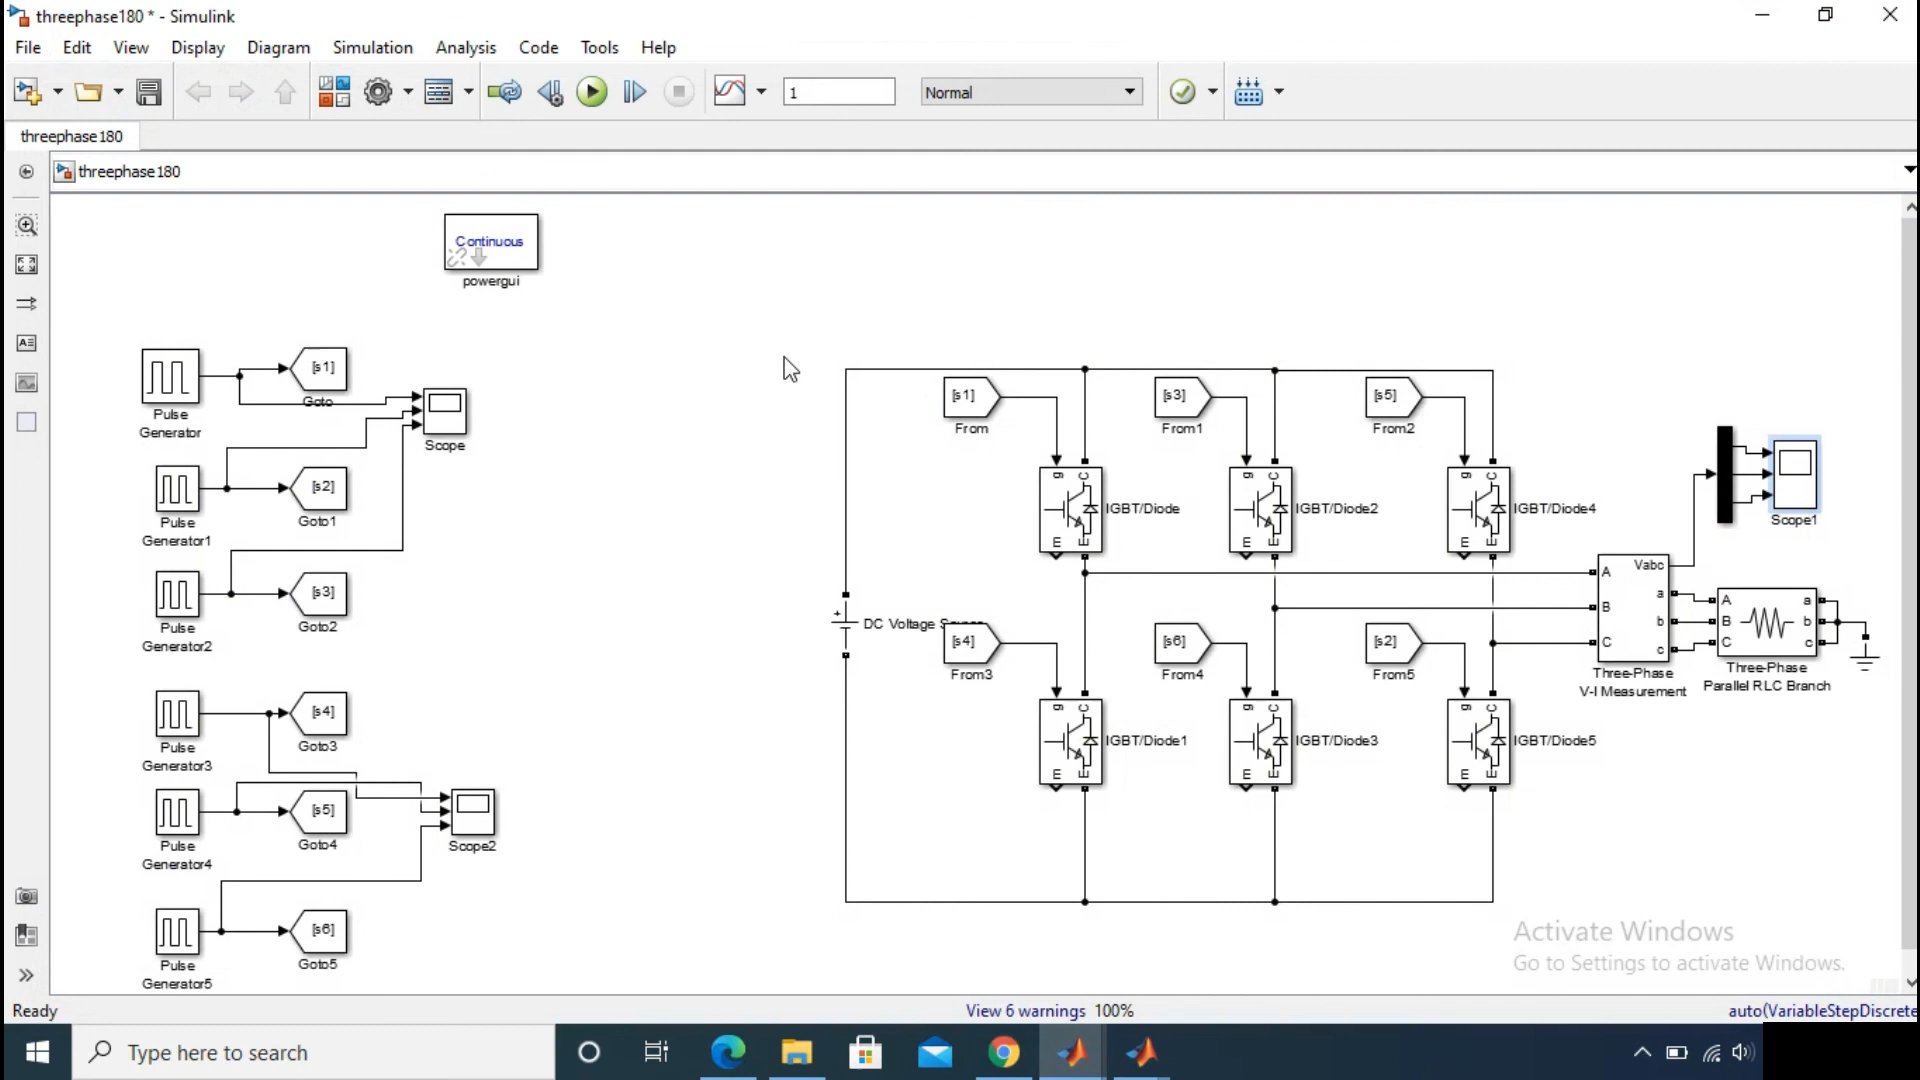 threephase180 * - Simulink
File Edit View Display Diagram Simulation Analysis Code Tools Help
1
Normal
threephase180
threephase180
Continuous
powergui
[s1]
Goto
Pulse
Generator
Scope
[s2]
Goto1
Pulse
Generator1
[s3]
Goto2
Pulse
Generator2
[s4]
Goto3
Pulse
Generator3
[s5]
Goto4
Pulse
Generator4
Scope2
[s6]
Goto5
Pulse
Generator5
[s1]
From
[s3]
From1
[s5]
From2
g C
E
IGBT/Diode
g C
E
IGBT/Diode2
g C
E
IGBT/Diode4
+
DC Voltage
[s4]
From3
[s6]
From4
[s2]
From5
g C
E
IGBT/Diode1
g C
E
IGBT/Diode3
g C
E
IGBT/Diode5
Scope1
Vabc
A
a
B
b
C
c
Three-Phase
V-I Measurement
A a
B b
C c
Three-Phase
Parallel RLC Branch
Activate Windows
Go to Settings to activate Windows.
Ready
View 6 warnings 100%
auto(VariableStepDiscrete
Type here to search